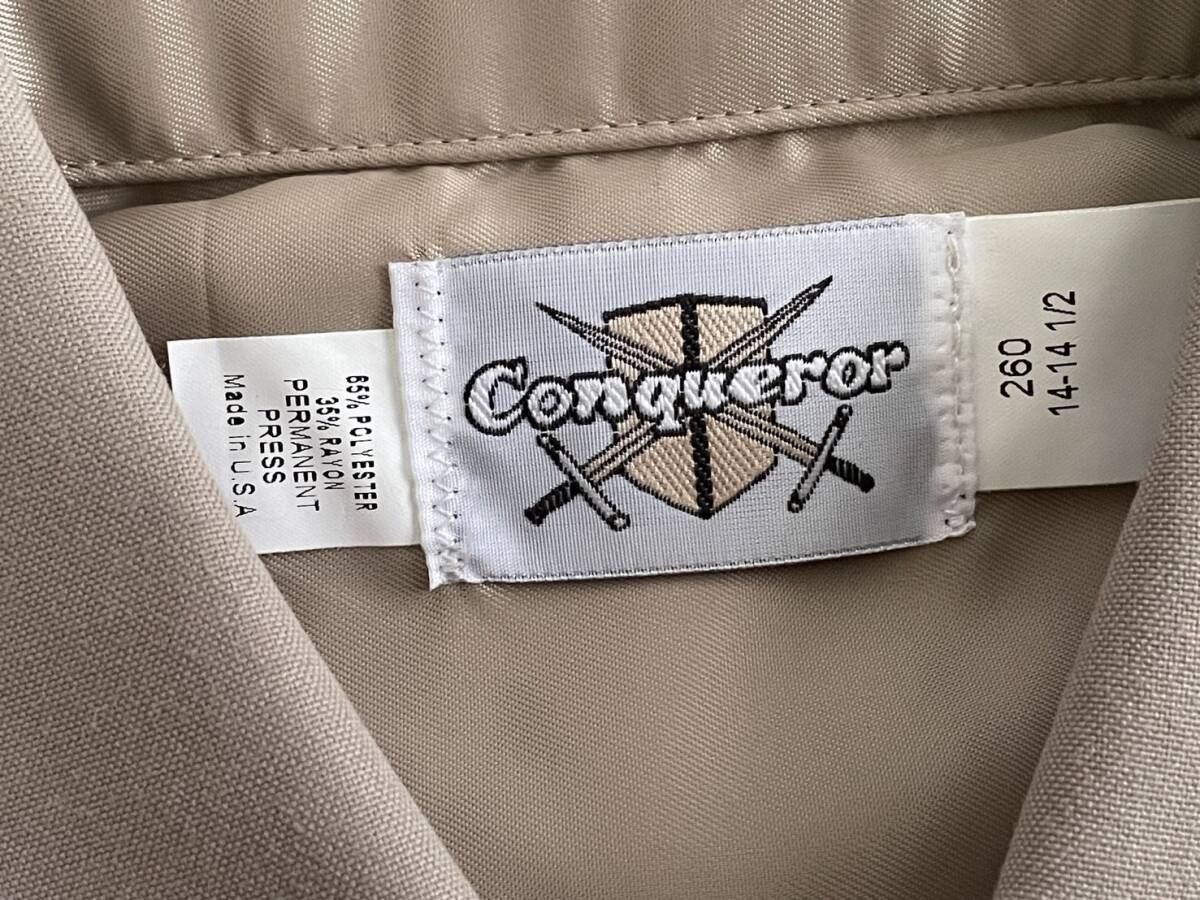 65% POLYESTER
35% RAYON
PERMANENT
PRESS
Made in U.S.A
Conqueror
260
14-14 1/2